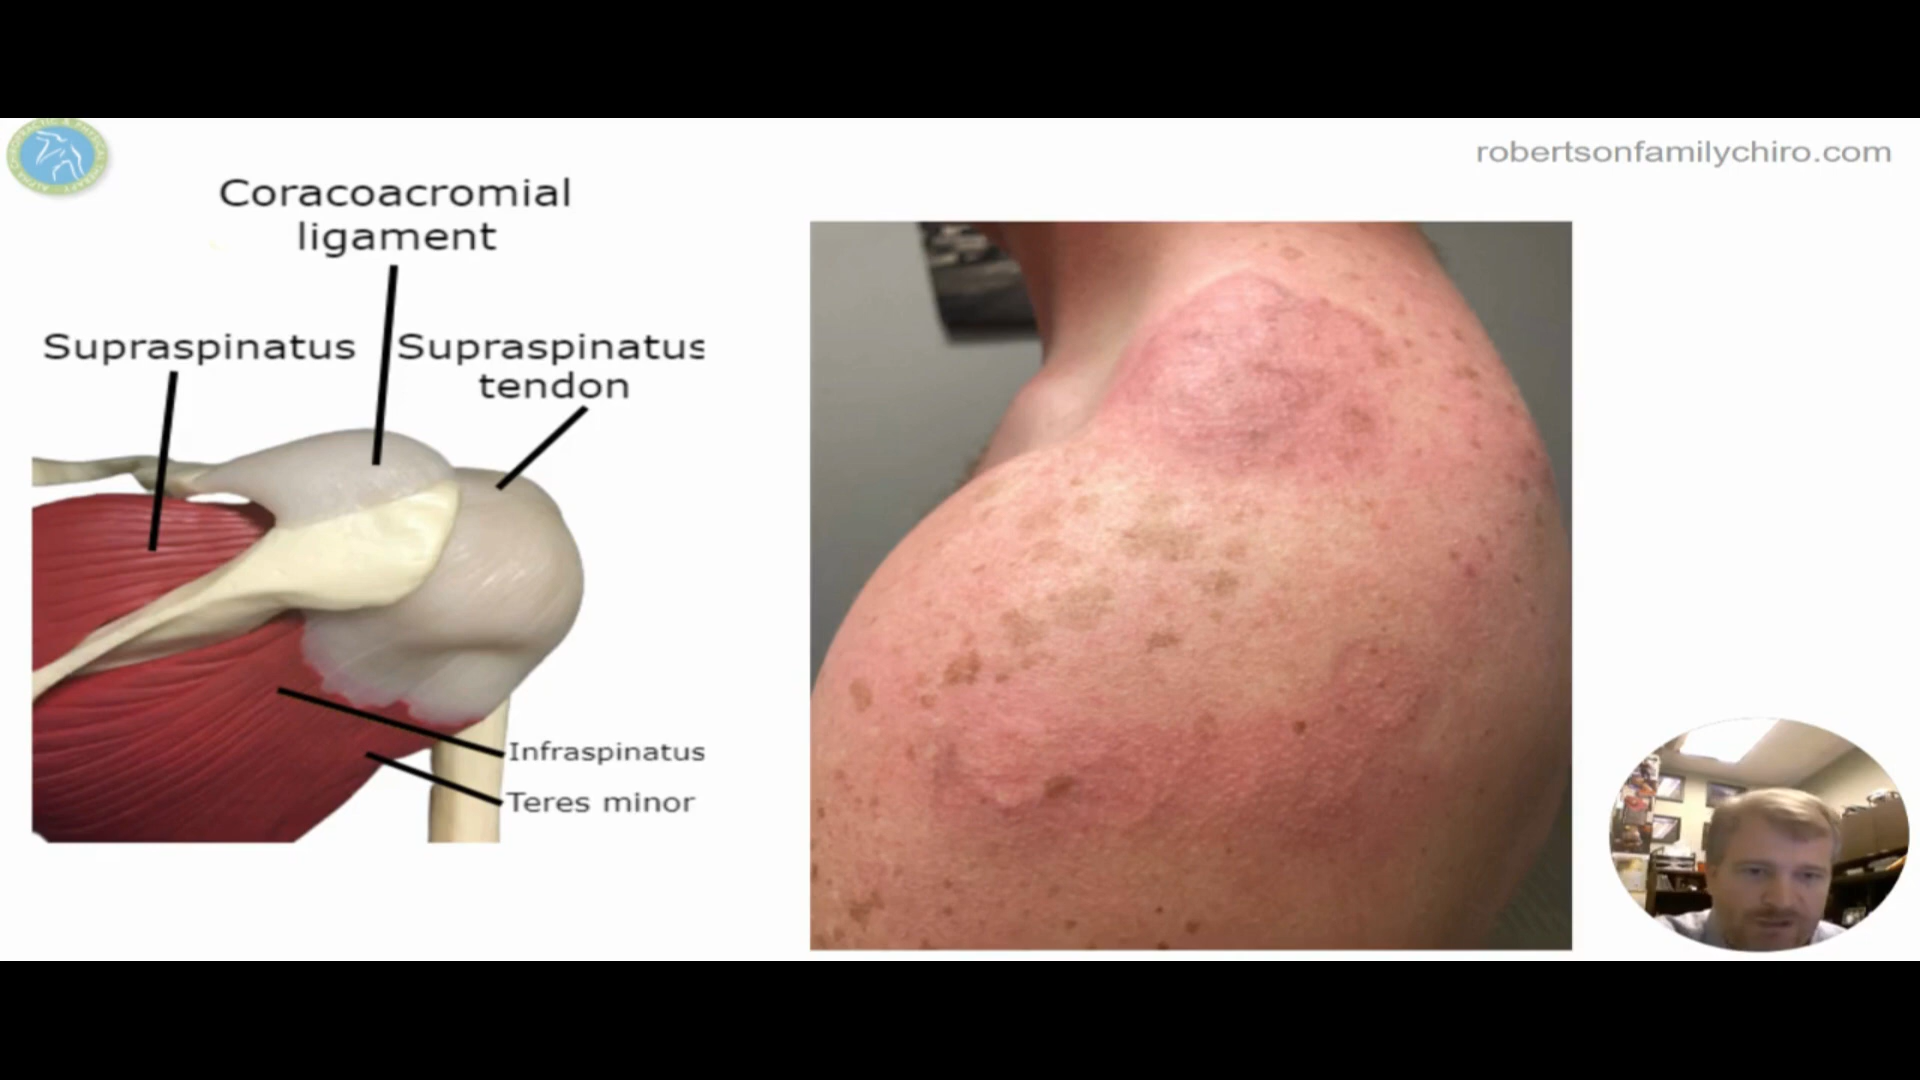 robertsonfamilychiro.com
Coracoacromial
ligament
Supraspinatus
Supraspinatus
tendon
Infraspinatus
Teres minor